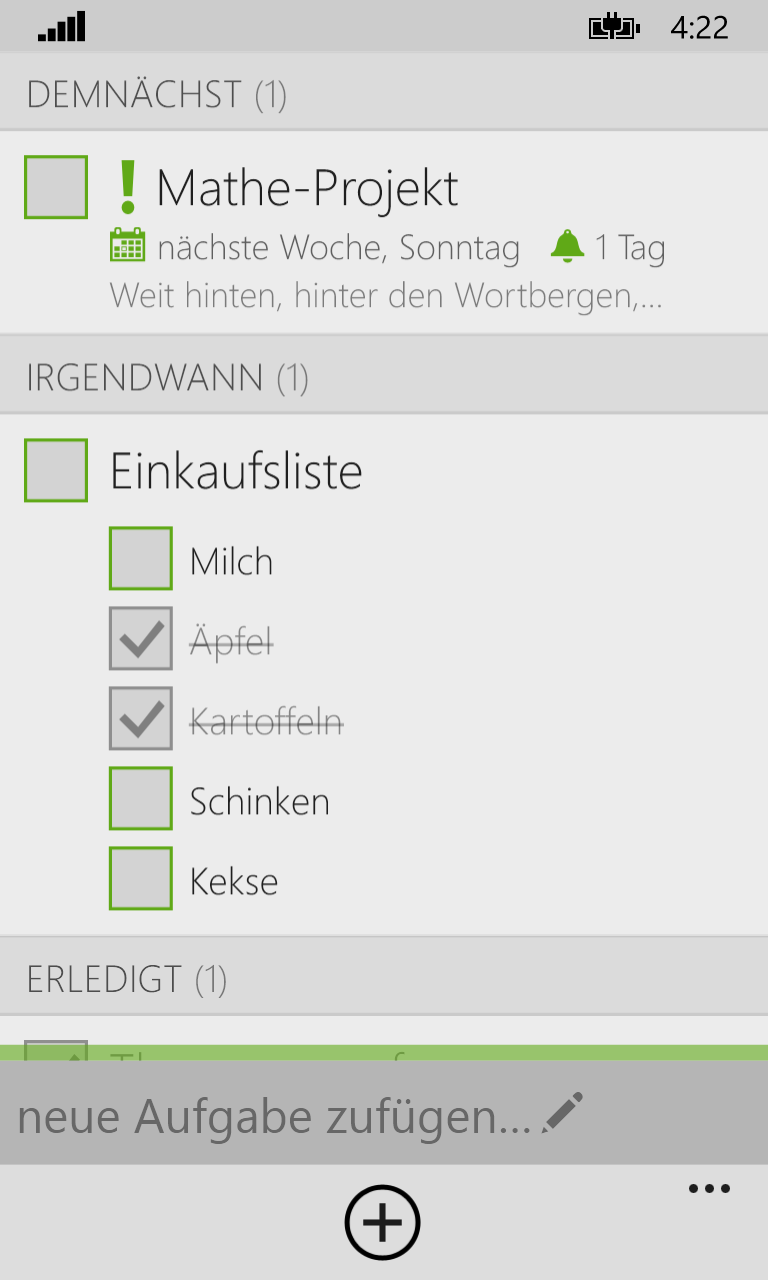 4:22
DEMNÄCHST (1)
Mathe-Projekt
nächste Woche, Sonntag 1 Tag
Weit hinten, hinter den Wortbergen,...
IRGENDWANN (1)
Einkaufsliste
Milch
Äpfel
Kartoffeln
Schinken
Kekse
ERLEDIGT (1)
neue Aufgabe zufügen...